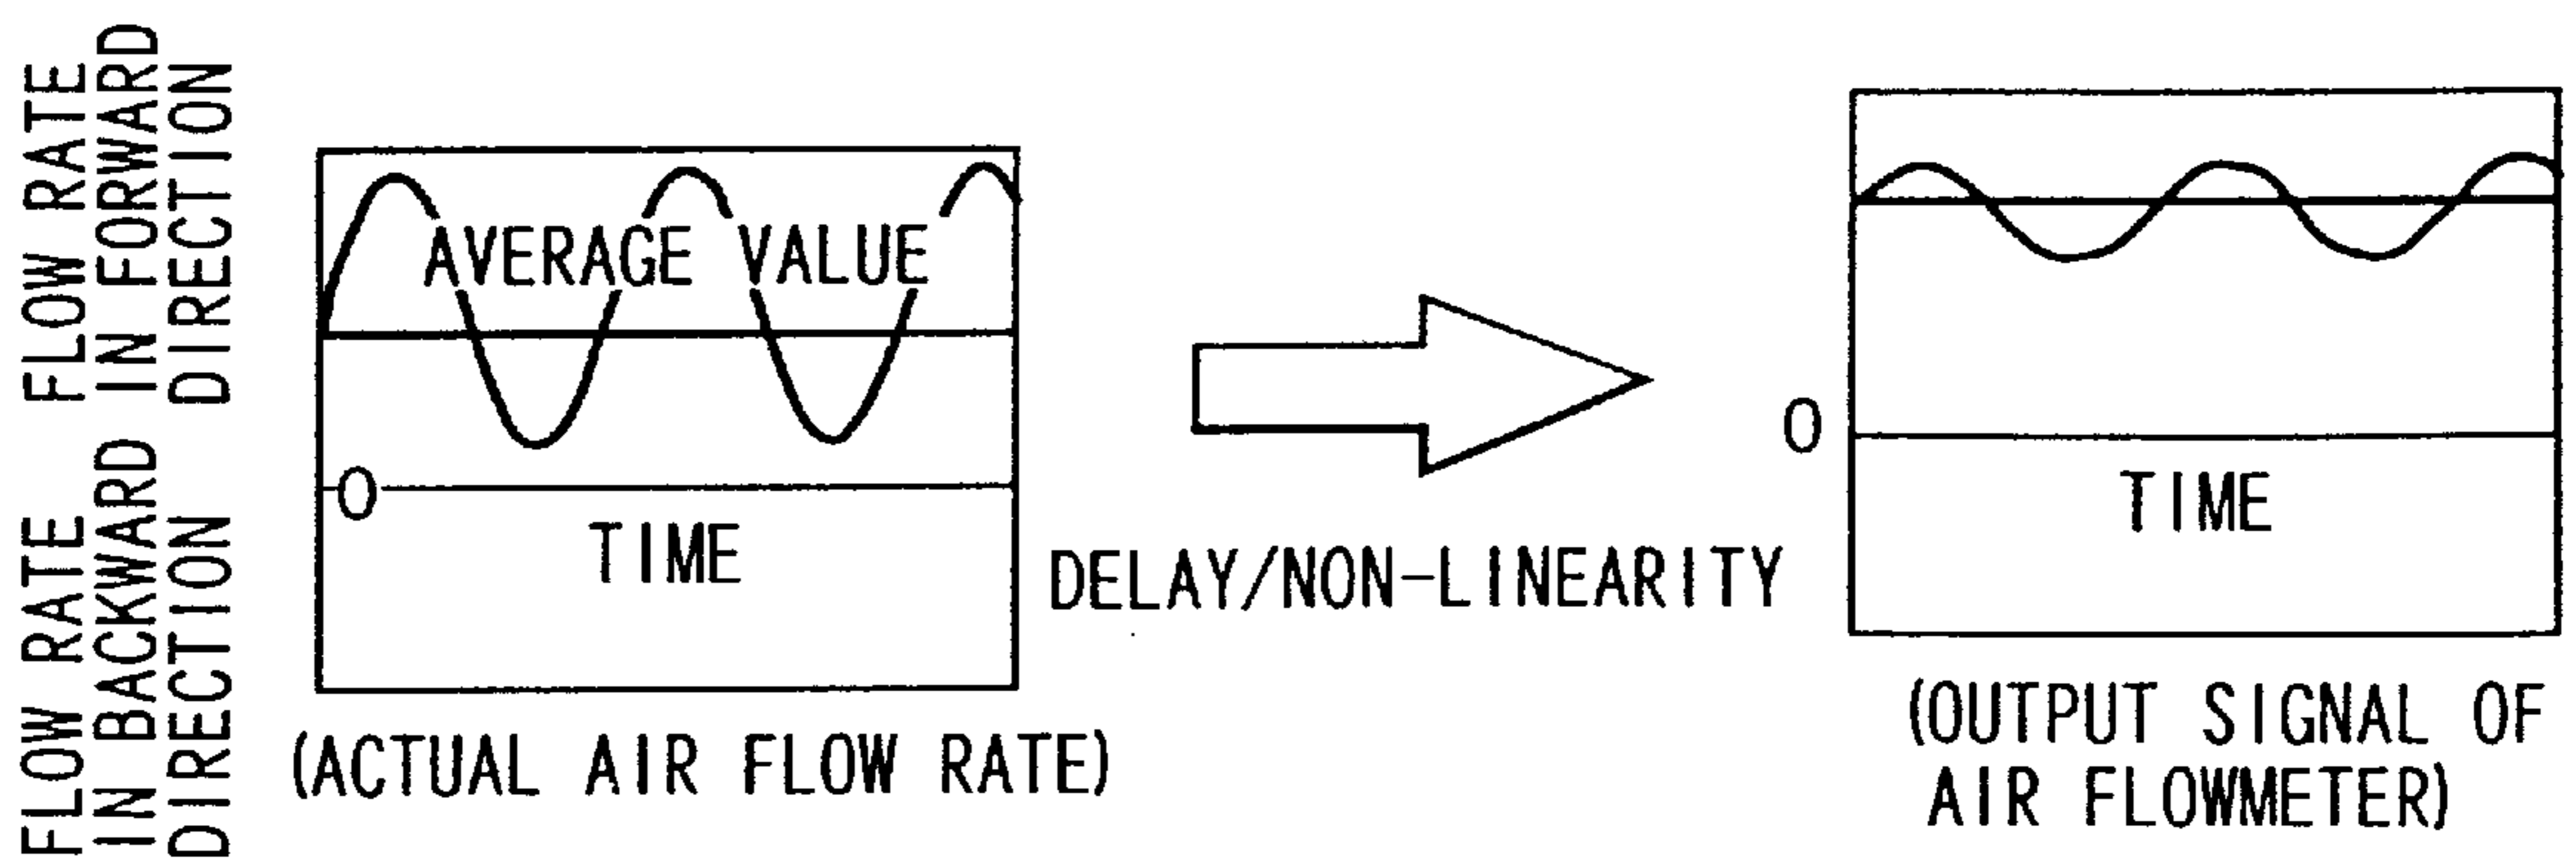 FLOW RATE
IN FORWARD
DIRECTION
FLOW RATE
IN BACKWARD
DIRECTION
AVERAGE VALUE
0
TIME
(ACTUAL AIR FLOW RATE)
DELAY/NON-LINEARITY
0
TIME
(OUTPUT SIGNAL OF
AIR FLOWMETER)